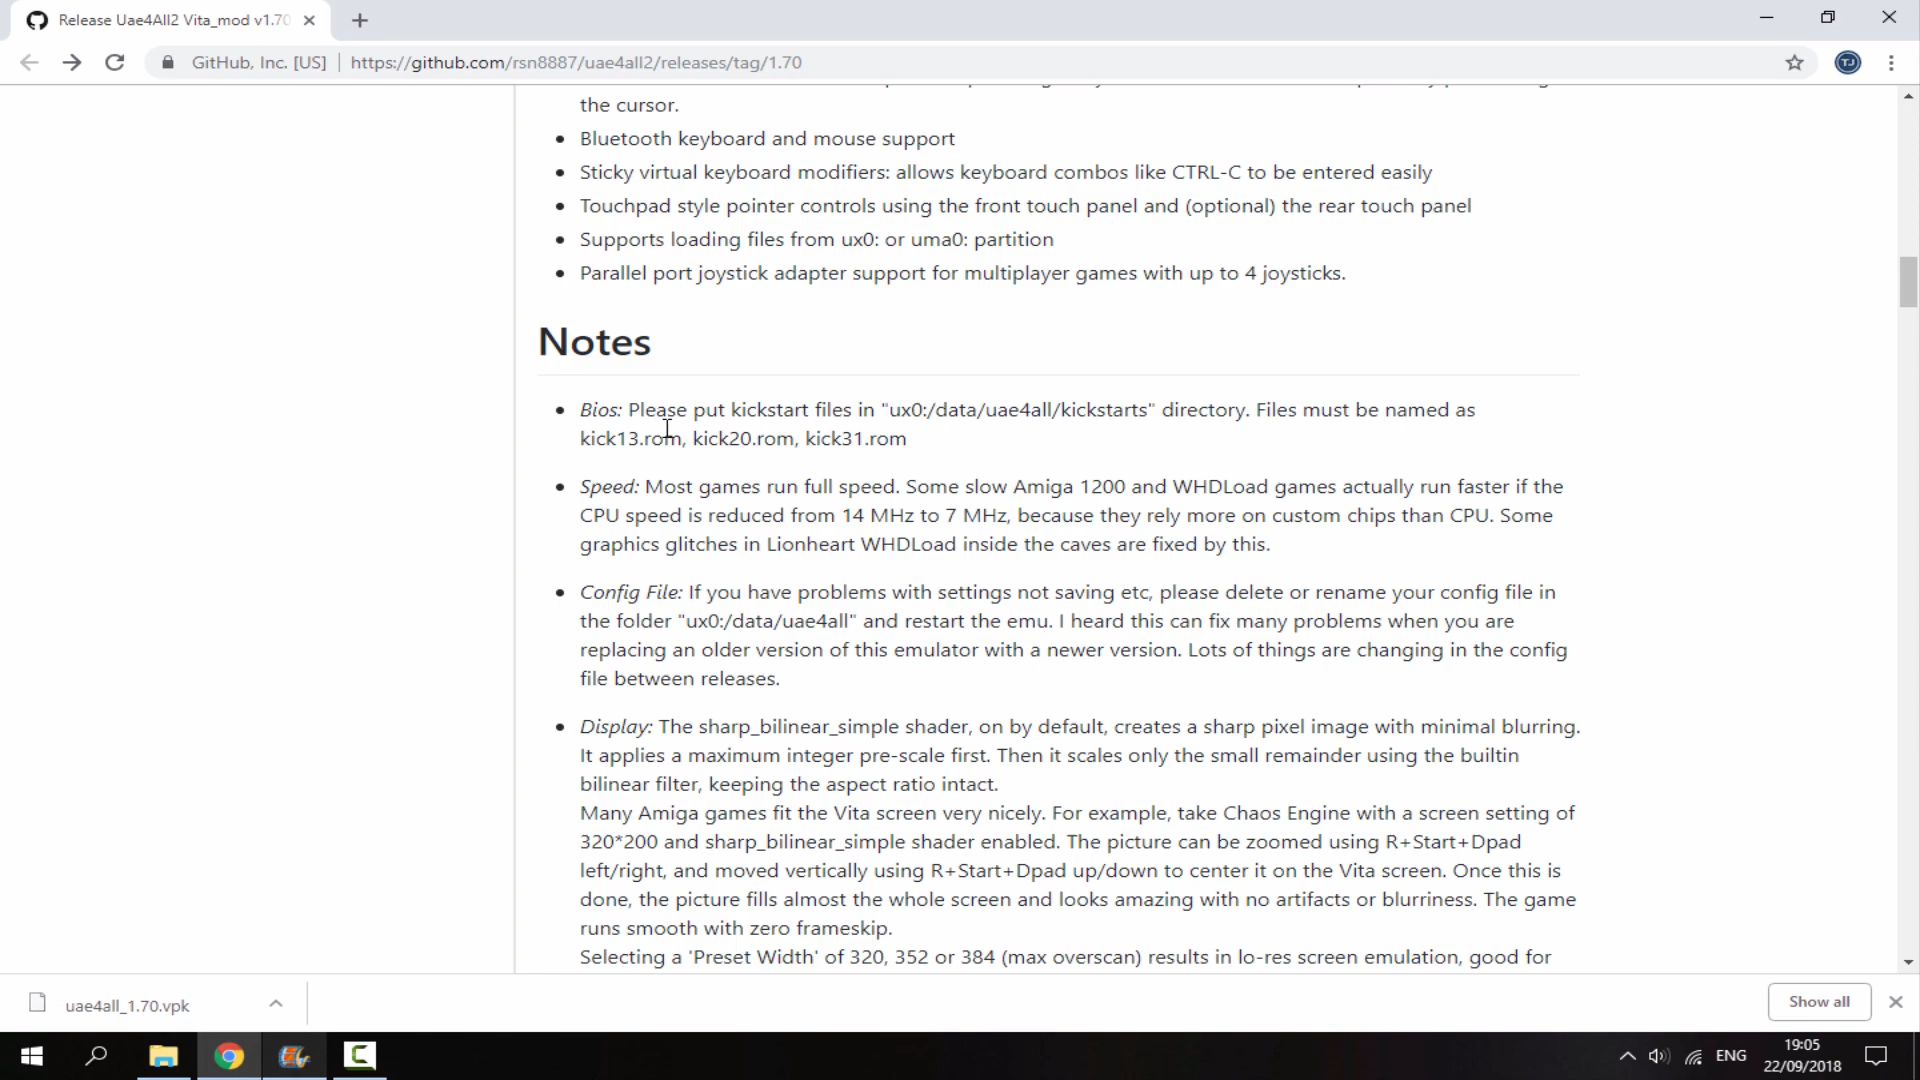 Release Uae4All2 Vita_mod v1.70
GitHub, Inc. [US]
https://github.com/rsn8887/uae4all2/releases/tag/1.70
TJ
the cursor.
Bluetooth keyboard and mouse support
Sticky virtual keyboard modifiers: allows keyboard combos like CTRL-C to be entered easily
Touchpad style pointer controls using the front touch panel and (optional) the rear touch panel
Supports loading files from ux0: or uma0: partition
Parallel port joystick adapter support for multiplayer games with up to 4 joysticks.
Notes
Bios: Please put kickstart files in "ux0:/data/uae4all/kickstarts" directory. Files must be named as
kick13.rom, kick20.rom, kick31.rom
Speed: Most games run full speed. Some slow Amiga 1200 and WHDLoad games actually run faster if the
CPU speed is reduced from 14 MHz to 7 MHz, because they rely more on custom chips than CPU. Some
graphics glitches in Lionheart WHDLoad inside the caves are fixed by this.
Config File: If you have problems with settings not saving etc, please delete or rename your config file in
the folder "ux0:/data/uae4all" and restart the emu. I heard this can fix many problems when you are
replacing an older version of this emulator with a newer version. Lots of things are changing in the config
file between releases.
Display: The sharp_bilinear_simple shader, on by default, creates a sharp pixel image with minimal blurring.
It applies a maximum integer pre-scale first. Then it scales only the small remainder using the builtin
bilinear filter, keeping the aspect ratio intact.
Many Amiga games fit the Vita screen very nicely. For example, take Chaos Engine with a screen setting of
320*200 and sharp_bilinear_simple shader enabled. The picture can be zoomed using R+Start+Dpad
left/right, and moved vertically using R+Start+Dpad up/down to center it on the Vita screen. Once this is
done, the picture fills almost the whole screen and looks amazing with no artifacts or blurriness. The game
runs smooth with zero frameskip.
Selecting a 'Preset Width' of 320, 352 or 384 (max overscan) results in lo-res screen emulation, good for
uae4all_1.70.vpk
Show all
ENG
19:05
22/09/2018